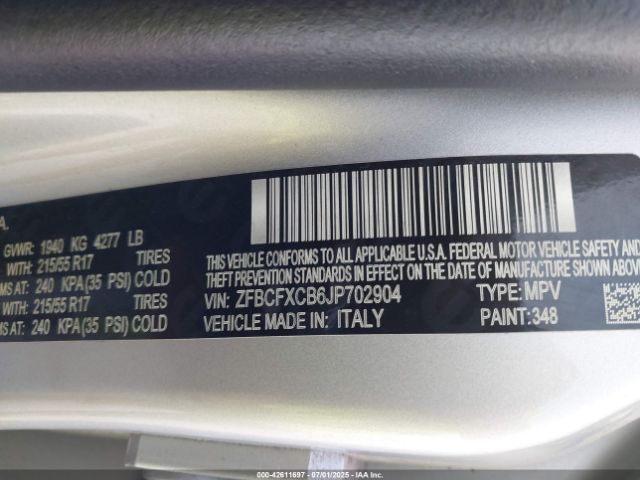 A.
GVWR: 1940 KG 4277 LB
WITH: 215/55 R17 TIRES
MS AT: 240 KPA(35 PSI) COLD
WITH: 215/55 R17 TIRES
MS AT: 240 KPA(35 PSI) COLD
THIS VEHICLE CONFORMS TO ALL APPLICABLE U.S.A. FEDERAL MOTOR VEHICLE SAFETY AND
THEFT PREVENTION STANDARDS IN EFFECT ON THE DATE OF MANUFACTURE SHOWN ABOVE.
VIN: ZFBCFXCB6JP702904 TYPE: MPV
VEHICLE MADE IN: ITALY PAINT: 348
000-42611697 | 07/01/2025 | IAA Inc.